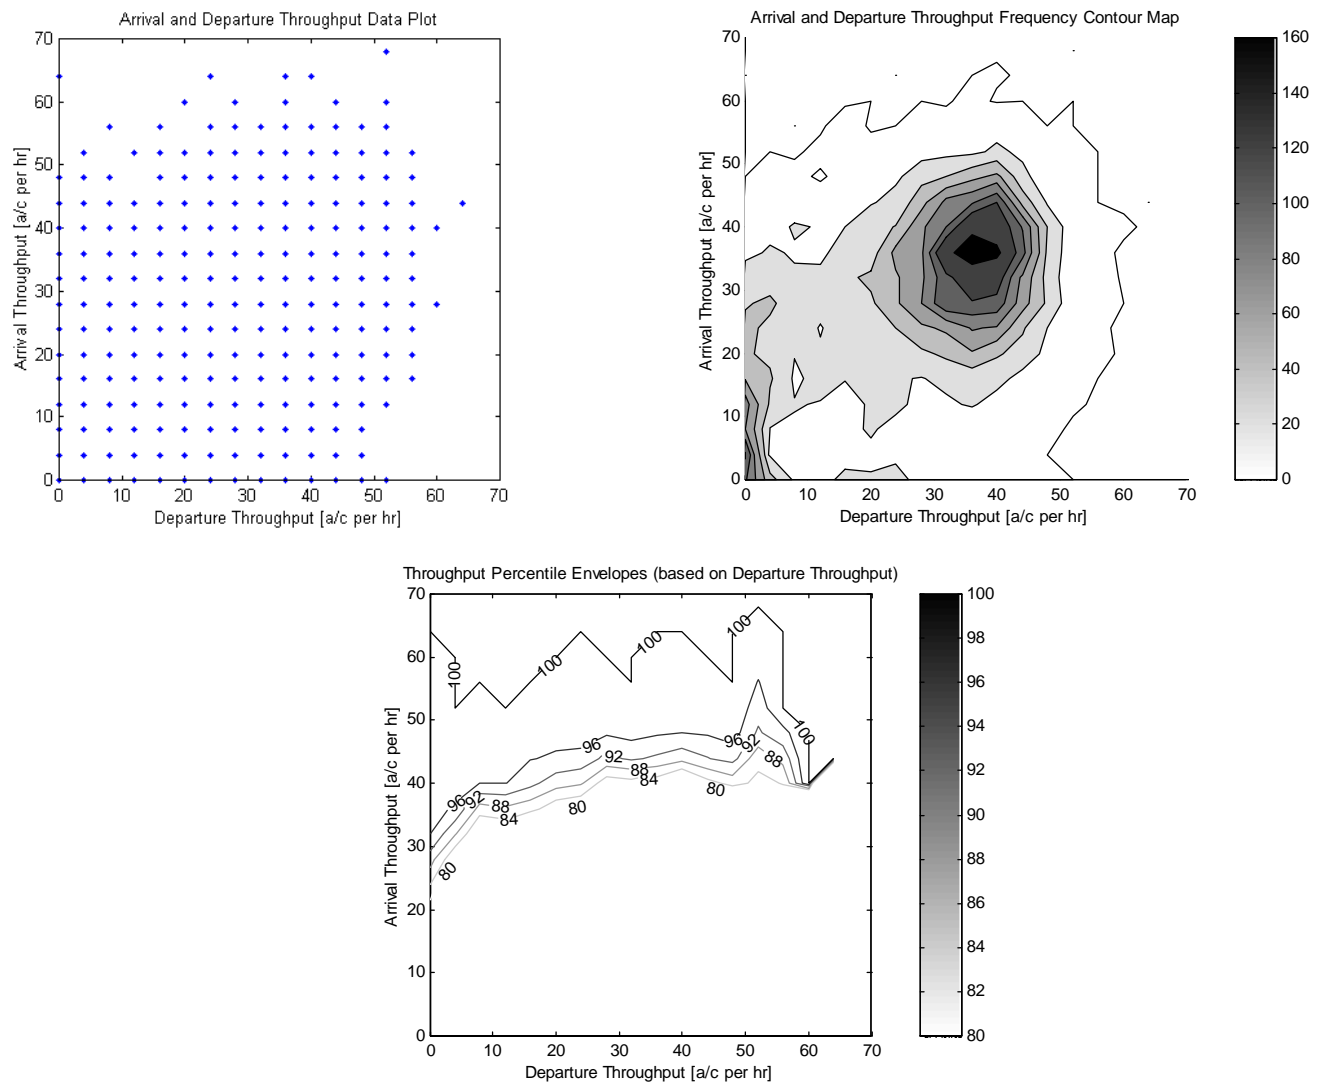 Arrival and Departure Throughput Data Plot
70
60
50
40
30
20
10
0
Arrival Throughput [a/c per hr]
0 10 20 30 40 50 60 70
Departure Throughput [a/c per hr]
Arrival and Departure Throughput Frequency Contour Map
70
60
50
40
30
20
10
0
Arrival Throughput [a/c per hr]
0 10 20 30 40 50 60 70
Departure Throughput [a/c per hr]
160
140
120
100
80
60
40
20
0
Throughput Percentile Envelopes (based on Departure Throughput)
70
60
50
40
30
20
10
0
Arrival Throughput [a/c per hr]
100 100 100 100 100
96 96 96
92 92 92
88 88 88
84 84
80 80 80
0 10 20 30 40 50 60 70
Departure Throughput [a/c per hr]
100
98
96
94
92
90
88
86
84
82
80